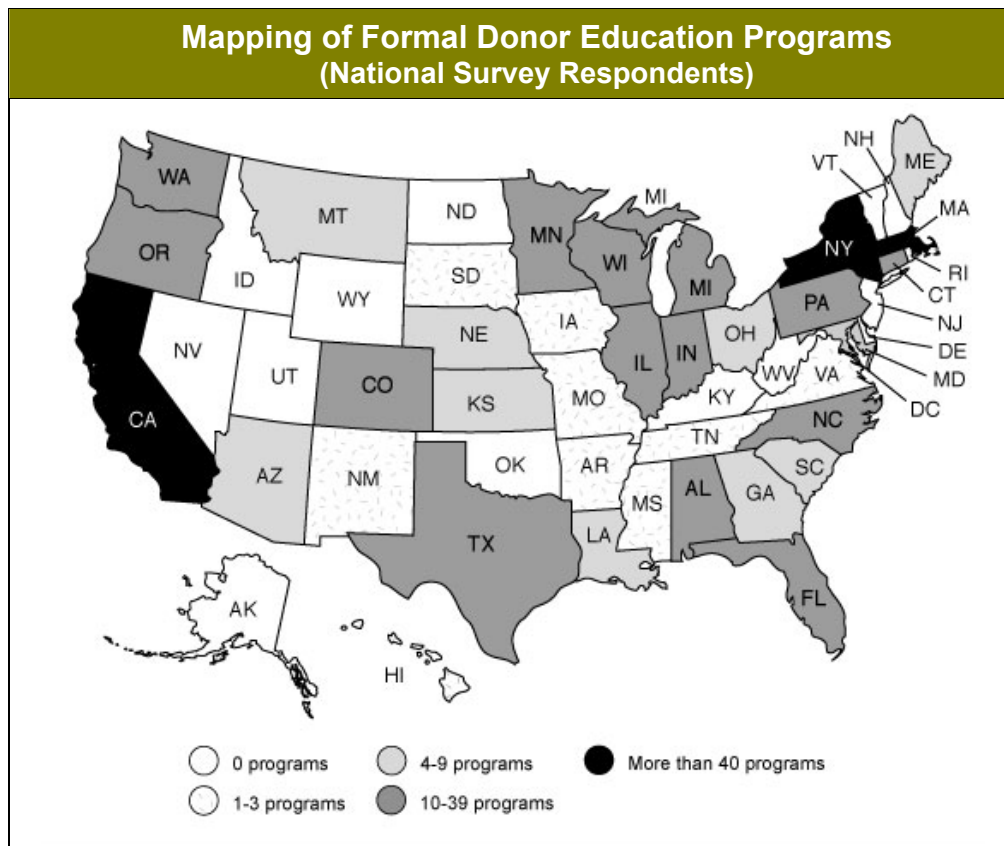 Mapping of Formal Donor Education Programs
(National Survey Respondents)
NH
VT
ME
WA
MT
ND
MN
MI
MA
OR
ID
SD
WI
NY
WY
MI
RI
CT
PA
NJ
NV
NE
IA
OH
DE
UT
CO
IL
IN
WV
VA
MD
CA
KS
MO
KY
DC
NC
TN
AZ
NM
OK
AR
SC
MS
AL
GA
LA
TX
FL
AK
HI
0 programs
4-9 programs
More than 40 programs
1-3 programs
10-39 programs